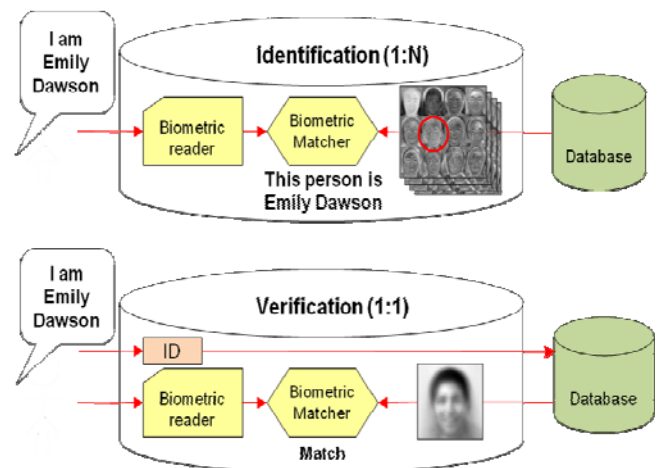 I am
Emily
Dawson
Identification (1:N)
Biometric
reader
Biometric
Matcher
Database
This person is
Emily Dawson
I am
Emily
Dawson
Verification (1:1)
ID
Biometric
reader
Biometric
Matcher
Database
Match